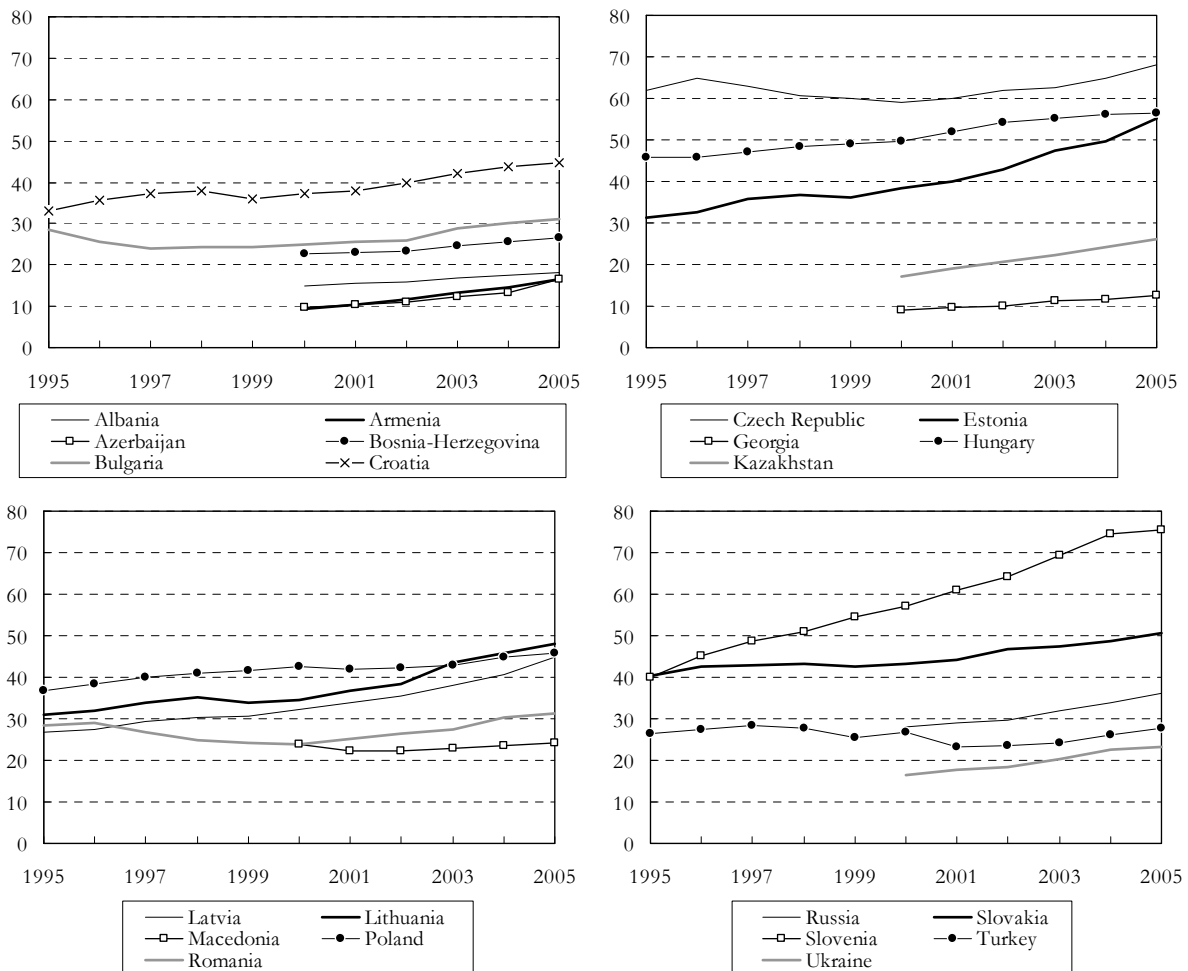 80
70
60
50
40
30
20
10
0
1995 1997 1999 2001 2003 2005
Albania Armenia
Azerbaijan Bosnia-Herzegovina
Bulgaria Croatia
80
70
60
50
40
30
20
10
0
1995 1997 1999 2001 2003 2005
Czech Republic Estonia
Georgia Hungary
Kazakhstan
80
70
60
50
40
30
20
10
0
1995 1997 1999 2001 2003 2005
Latvia Lithuania
Macedonia Poland
Romania
80
70
60
50
40
30
20
10
0
1995 1997 1999 2001 2003 2005
Russia Slovakia
Slovenia Turkey
Ukraine